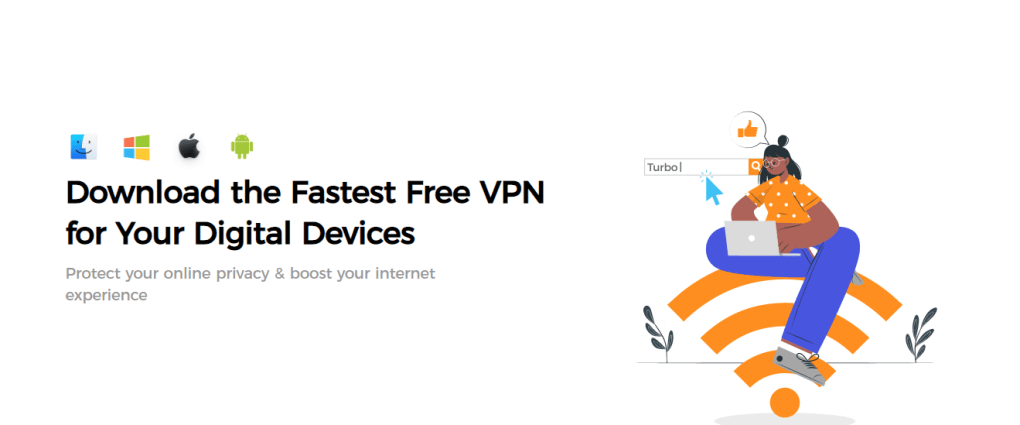 Turbo
Download the Fastest Free VPN
for Your Digital Devices
Protect your online privacy & boost your internet
experience